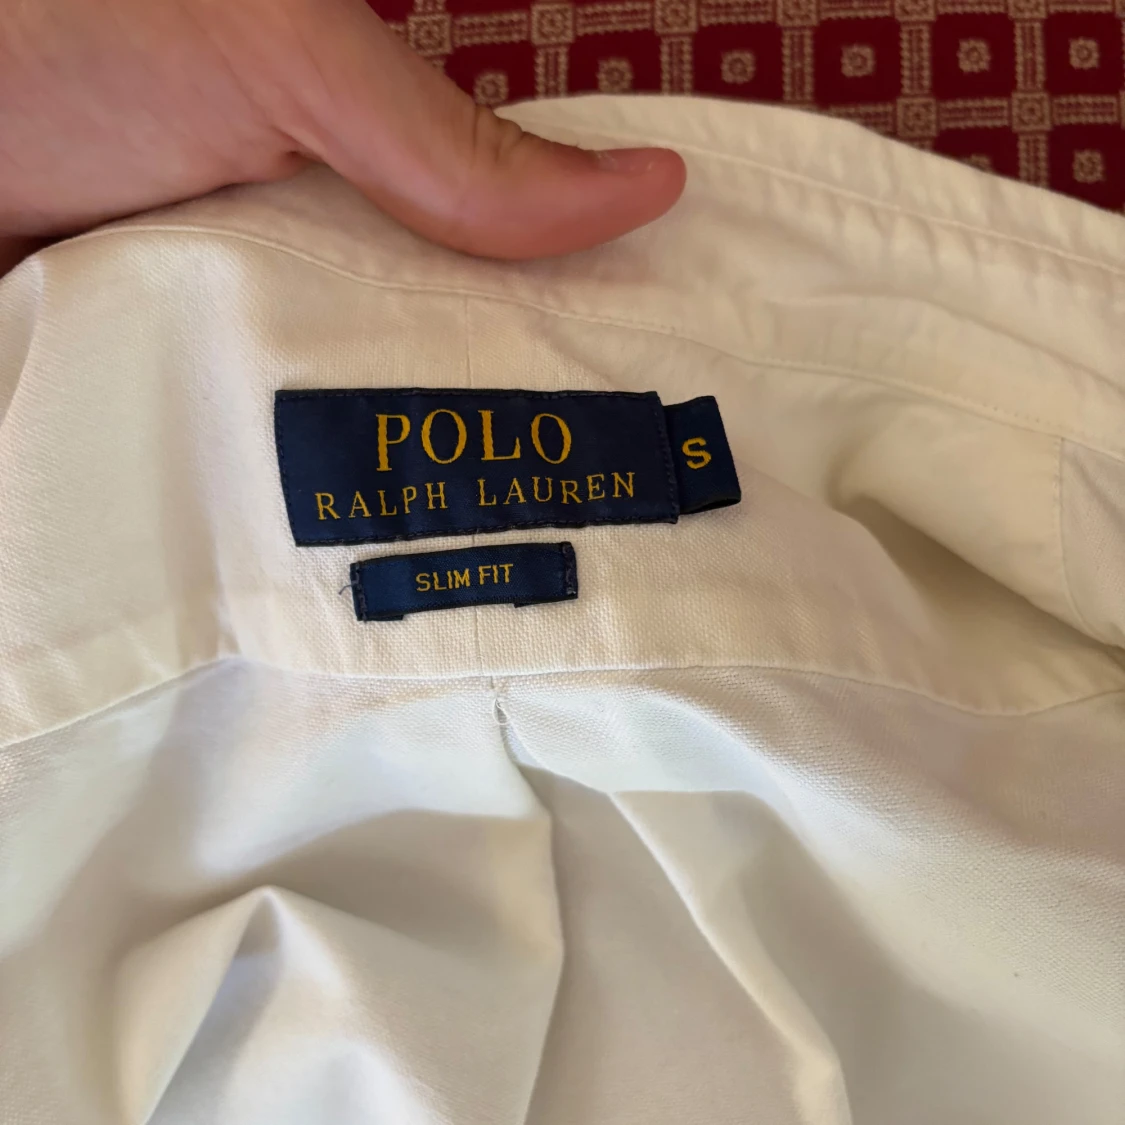 POLO
RALPH LAUREN
S
SLIM FIT